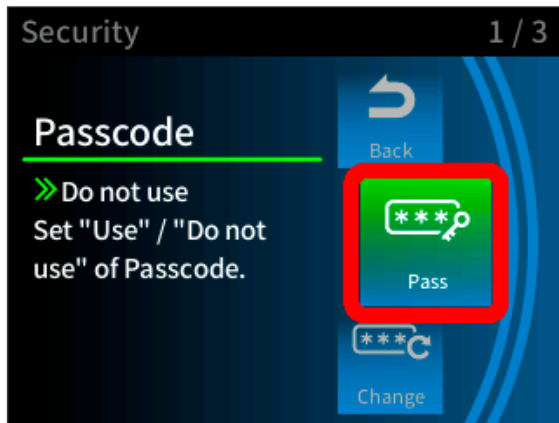 Security
1 / 3
Passcode
Do not use
Set "Use" / "Do not
use" of Passcode.
Back
***
Pass
***
Change